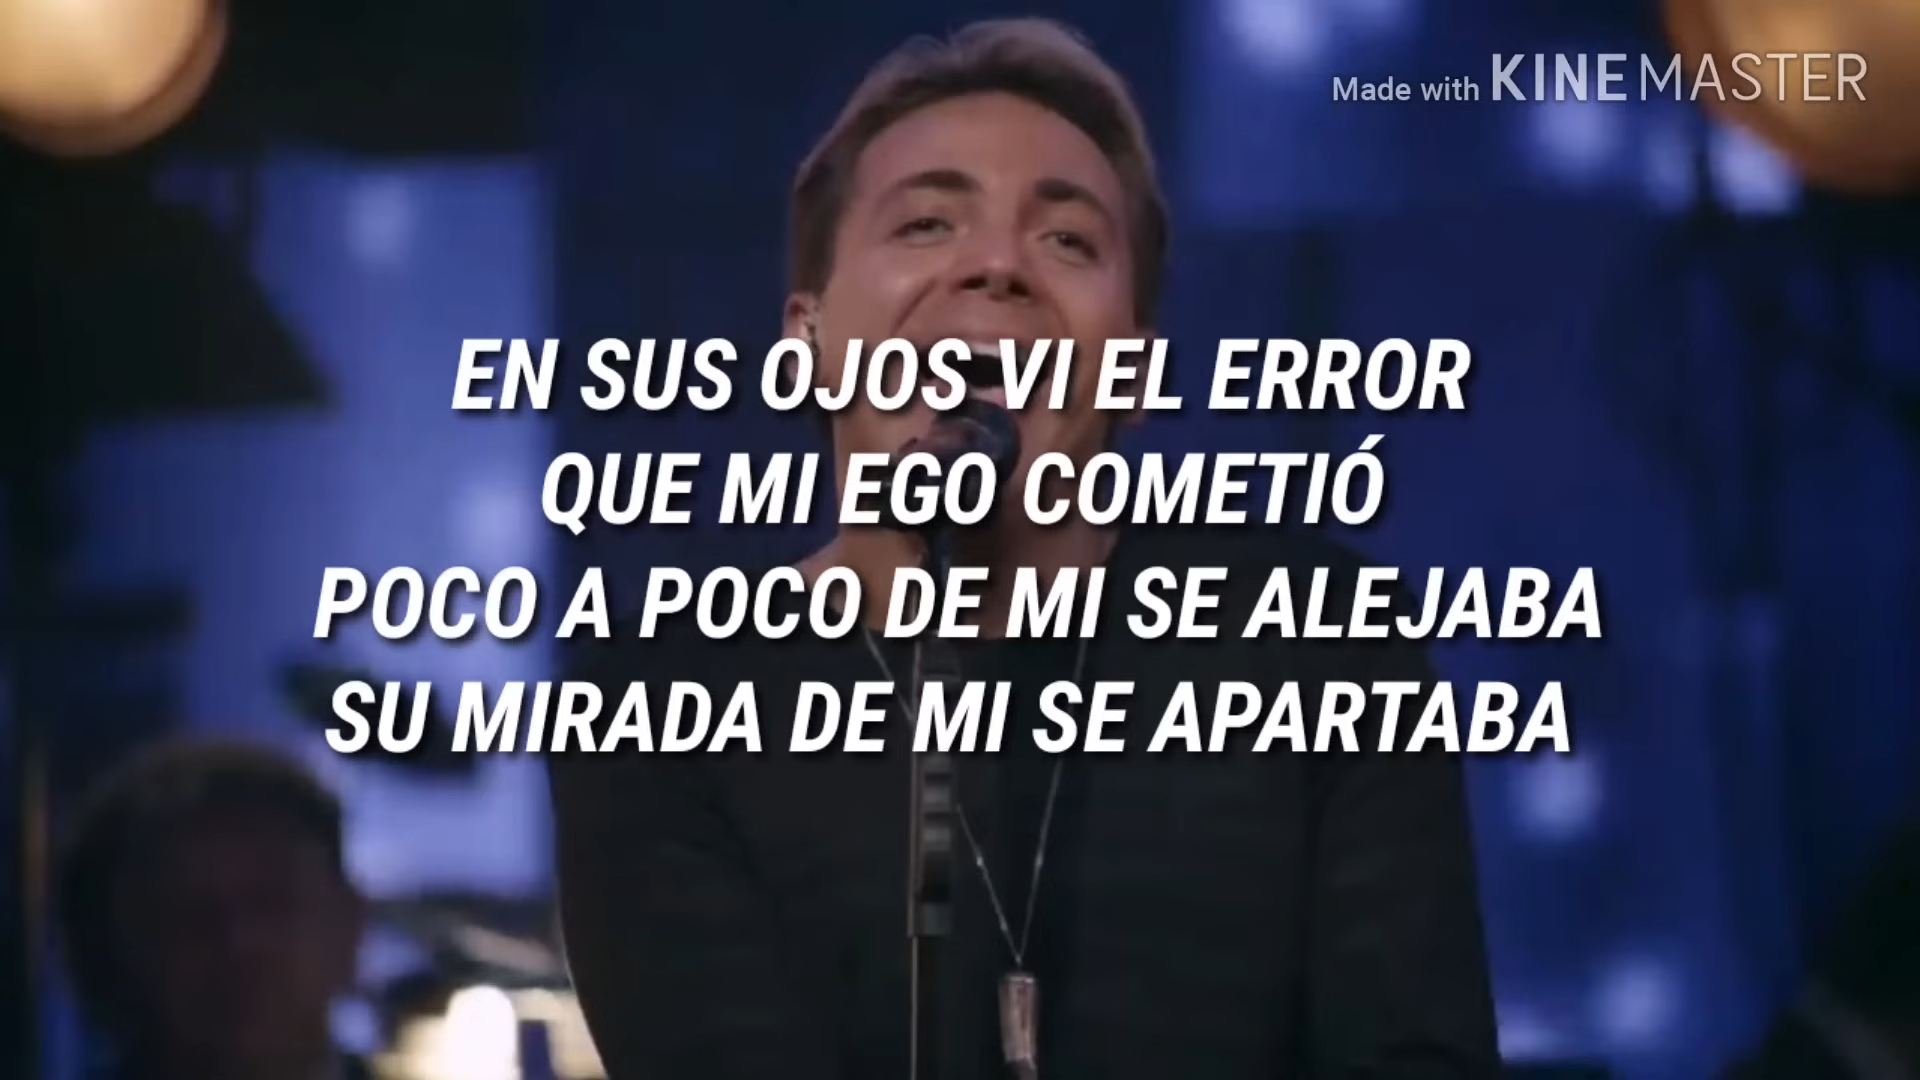 Made with KINEMASTER
EN SUS OJOS VI EL ERROR
QUE MI EGO COMETIÓ
POCO A POCO DE MI SE ALEJABA
SU MIRADA DE MI SE APARTABA